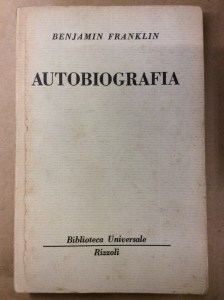 BENJAMIN FRANKLIN
AUTOBIOGRAFIA
Biblioteca Universale
Rizzoli